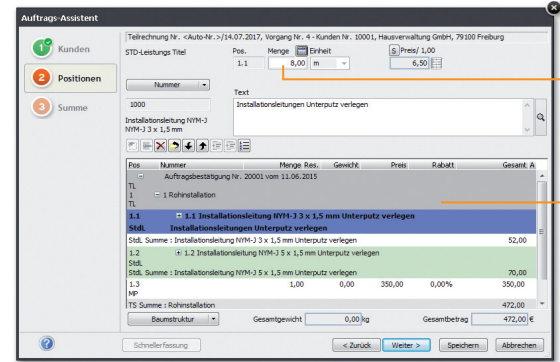 Auftrags-Assistent
1 Kunden
2 Positionen
3 Summe
Teilrechnung Nr. <Auto-Nr.>/14.07.2017, Vorgang Nr. 4 - Kunden Nr. 10001, Hausverwaltung GmbH, 79100 Freiburg
STD-Leistungs Titel Pos. Menge Einheit S Preis/ 1,00
1.1 8,00 m 6,50
Nummer Text
1000 Installationsleitungen Unterputz verlegen
Installationsleitung NYM-J
NYM-J 3 x 1,5 mm
Pos Nummer Menge Res. Gewicht Preis Rabatt Gesamt A
Auftragsbestätigung Nr. 20001 vom 11.06.2015
TL
1 1 Rohinstallation
TL
1.1 1.1 Installationsleitung NYM-J 3 x 1,5 mm Unterputz verlegen
StdL Installationsleitungen Unterputz verlegen
StdL Summe : Installationsleitung NYM-J 3 x 1,5 mm Unterputz verlegen 52,00
1.2 1.2 Installationsleitung NYM-J 5 x 1,5 mm Unterputz verlegen
StdL
StdL Summe : Installationsleitung NYM-J 5 x 1,5 mm Unterputz verlegen 70,00
1.3 1,00 0,00 350,00 0,00% 350,00
MP
TS Summe : Rohinstallation 472,00
Baumstruktur Gesamtgewicht 0,00 kg Gesamtbetrag 472,00 €
? Schnellerfassung < Zurück Weiter > Speichern Abbrechen